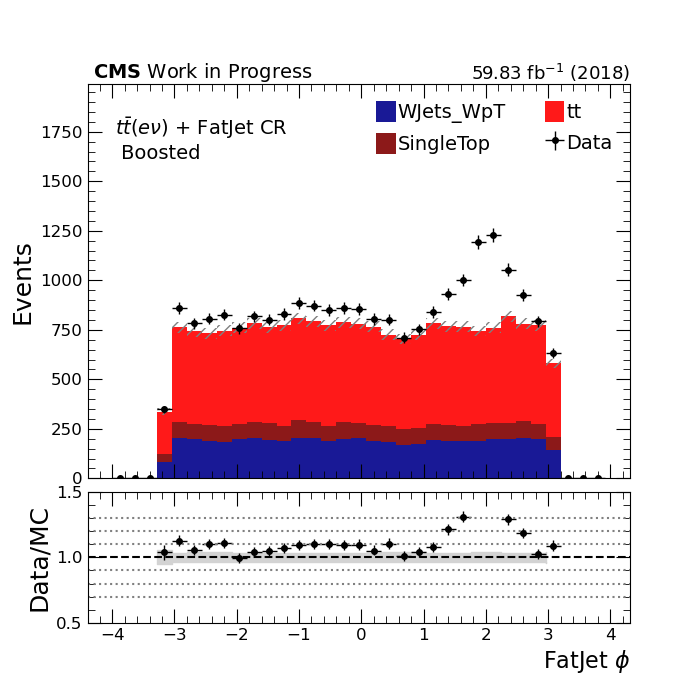 CMS Work in Progress 59.83 fb⁻¹ (2018)
tt̄(eν) + FatJet CR
Boosted
WJets_WpT tt
SingleTop Data
Events
1750
1500
1250
1000
750
500
250
0
Data/MC
1.5
1.0
0.5
−4 −3 −2 −1 0 1 2 3 4
FatJet ϕ